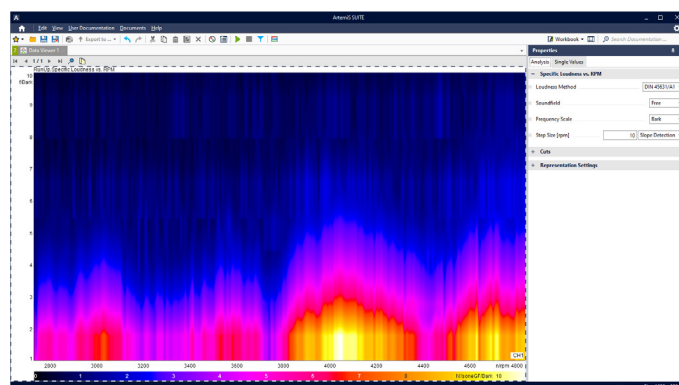 ArtemiS SUITE
Edit View User Documentation Documents Help
Export to ...
Workbook
Search Documentation ...
Data Viewer 1
1 / 1
Properties
RunUp Specific Loudness vs. RPM
Analysis Single Values
Specific Loudness vs. RPM
Loudness Method DIN 45631/A1
Soundfield Free
Frequency Scale Bark
Step Size [rpm] 10 Slope Detection
Cuts
Representation Settings
10
9
8
7
6
5
4
3
2
1
CH1
2800 3000 3200 3400 3600 3800 4000 4200 4400 4600 4800
0 1 2 3 4 5 6 7 8 10